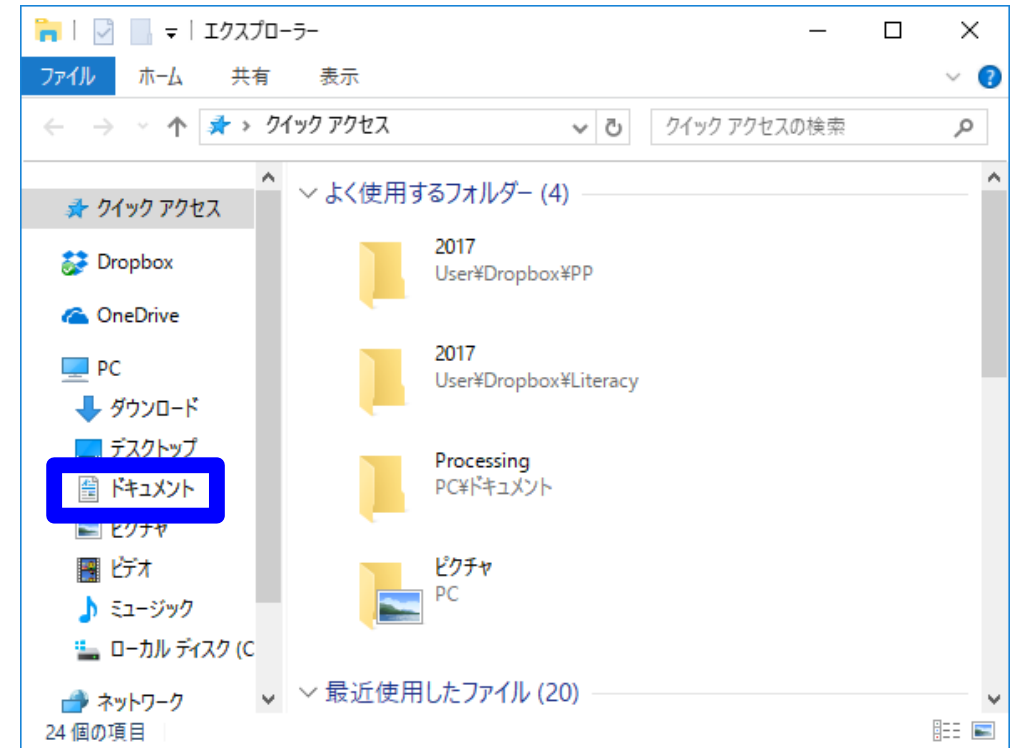 エクスプローラー
ファイル ホーム 共有 表示
クイック アクセス クイック アクセスの検索
クイック アクセス
Dropbox
OneDrive
PC
ダウンロード
デスクトップ
ドキュメント
ピクチャ
ビデオ
ミュージック
ローカル ディスク (C
ネットワーク
よく使用するフォルダー (4)
2017
User¥Dropbox¥PP
2017
User¥Dropbox¥Literacy
Processing
PC¥ドキュメント
ピクチャ
PC
最近使用したファイル (20)
24 個の項目